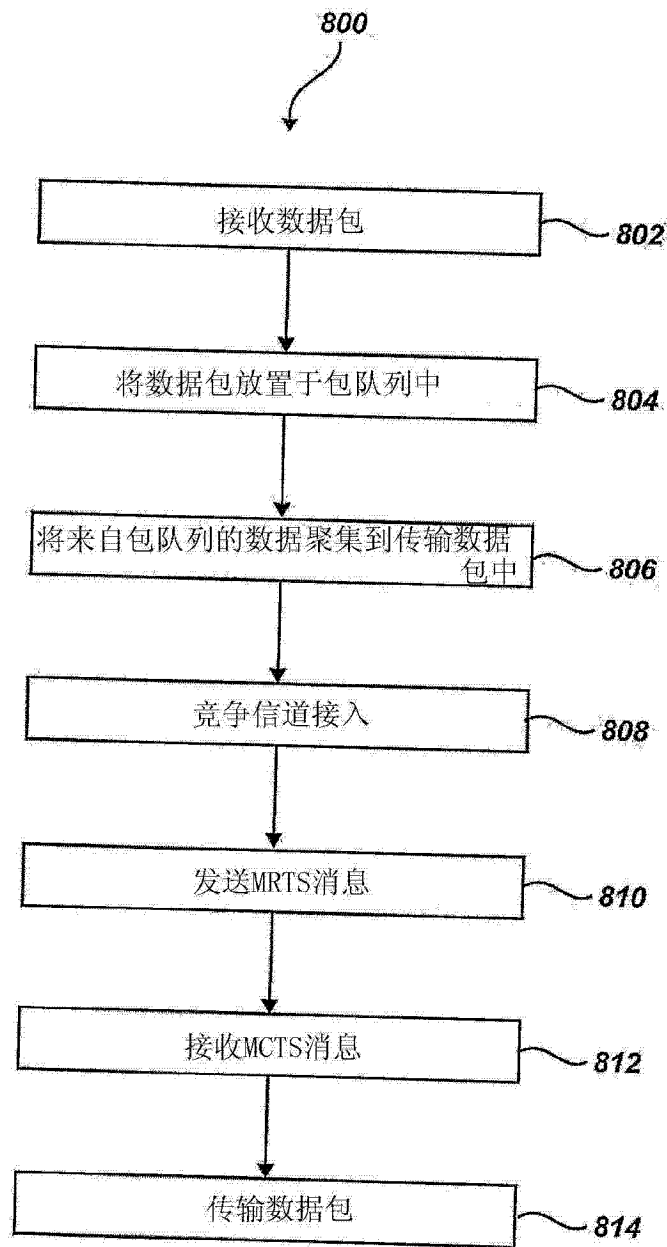 800
接收数据包
802
将数据包放置于包队列中
804
将来自包队列的数据聚集到传输数据
包中
806
竞争信道接入
808
发送MRTS消息
810
接收MCTS消息
812
传输数据包
814